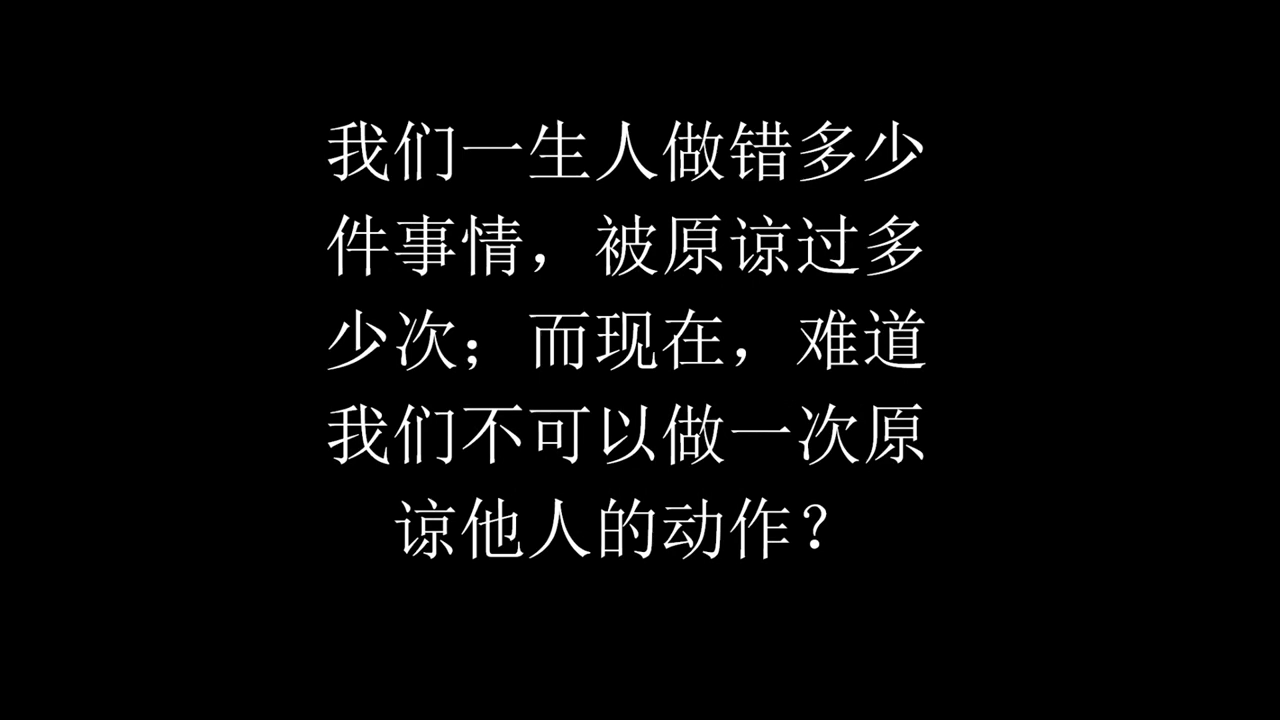 我们一生人做错多少
件事情，被原谅过多
少次；而现在，难道
我们不可以做一次原
谅他人的动作？